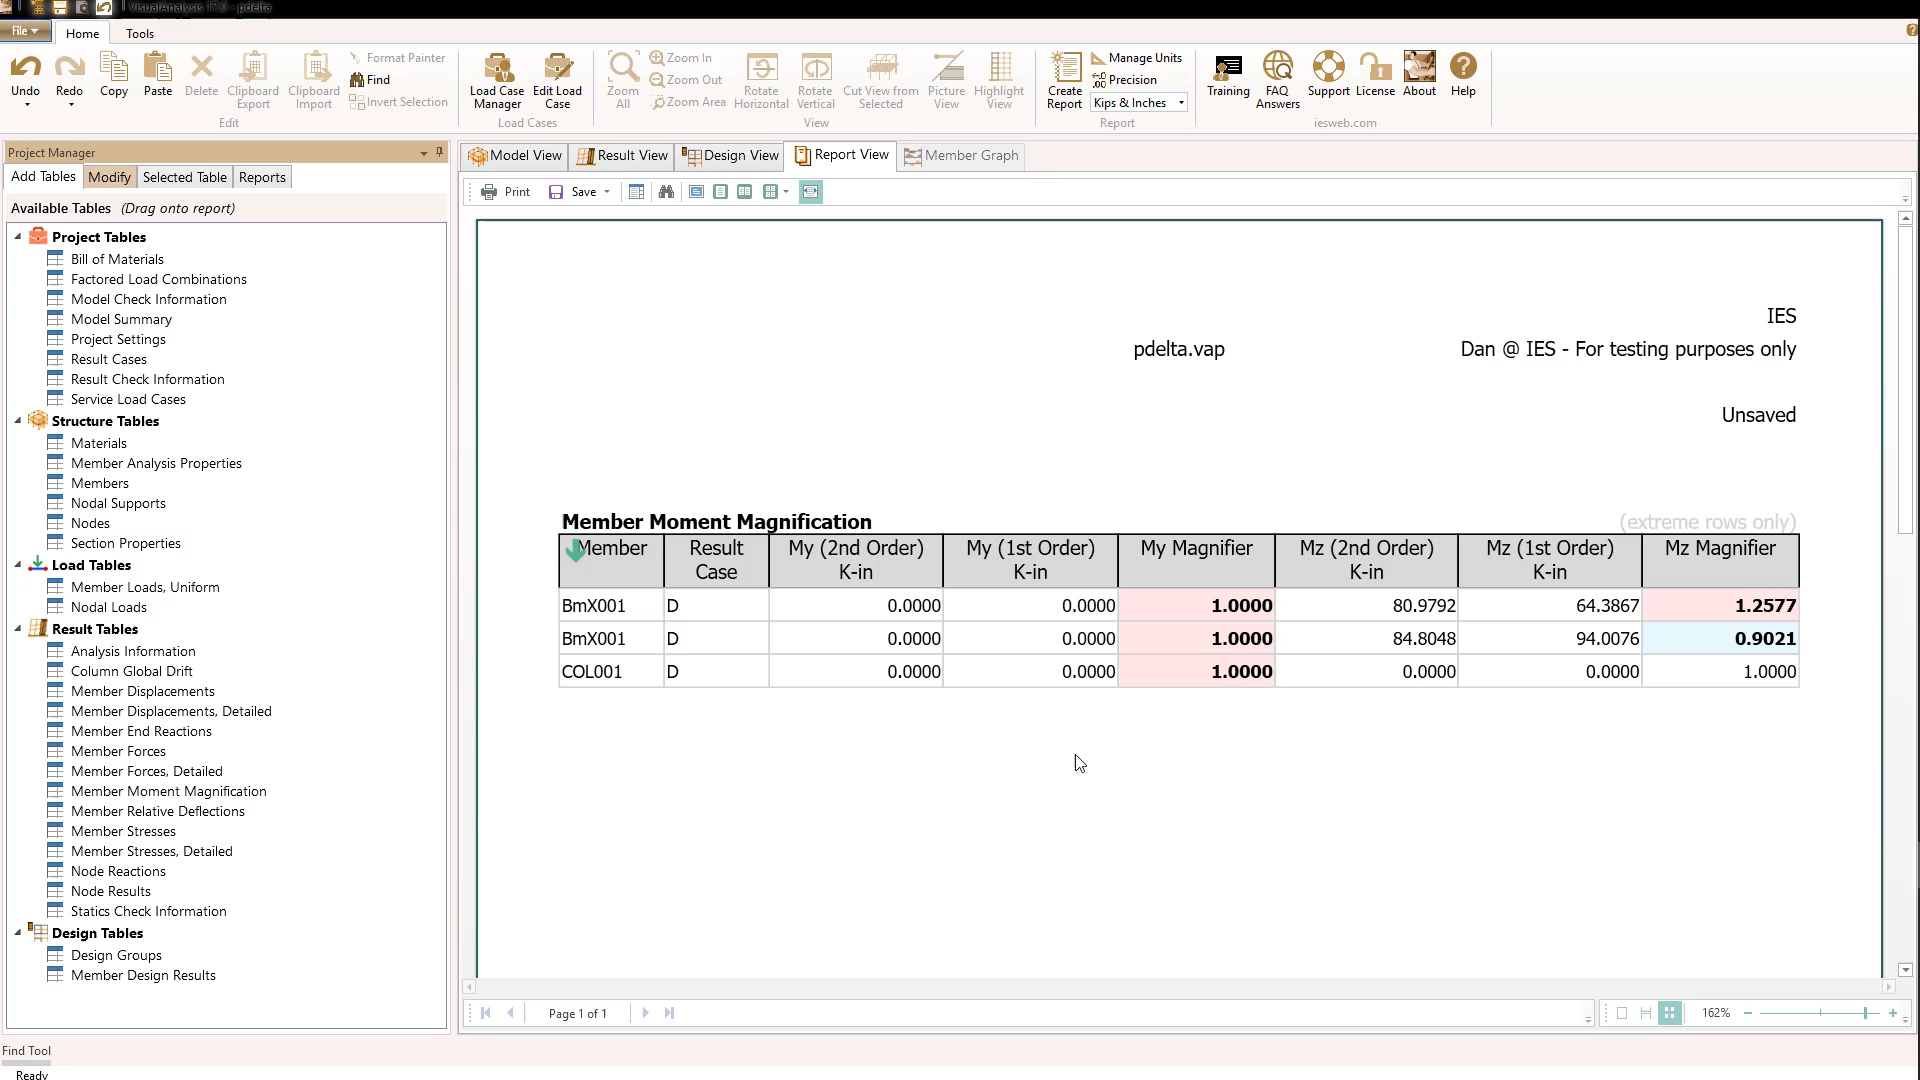 VisualAnalysis 17.0 - pdelta
File Home Tools
Undo Redo Copy Paste Delete Clipboard Export Clipboard Import Format Painter Find Invert Selection
Edit
Load Case Manager Edit Load Case
Load Cases
Zoom All Zoom In Zoom Out Zoom Area Rotate Horizontal Rotate Vertical Cut View from Selected Picture View Highlight View
View
Create Report Manage Units Precision Kips & Inches
Report
Training FAQ Answers Support License About Help
iesweb.com
Project Manager
Add Tables Modify Selected Table Reports
Available Tables (Drag onto report)
Project Tables
Bill of Materials
Factored Load Combinations
Model Check Information
Model Summary
Project Settings
Result Cases
Result Check Information
Service Load Cases
Structure Tables
Materials
Member Analysis Properties
Members
Nodal Supports
Nodes
Section Properties
Load Tables
Member Loads, Uniform
Nodal Loads
Result Tables
Analysis Information
Column Global Drift
Member Displacements
Member Displacements, Detailed
Member End Reactions
Member Forces
Member Forces, Detailed
Member Moment Magnification
Member Relative Deflections
Member Stresses
Member Stresses, Detailed
Node Reactions
Node Results
Statics Check Information
Design Tables
Design Groups
Member Design Results
Model View Result View Design View Report View Member Graph
Print Save
IES
pdelta.vap Dan @ IES - For testing purposes only
Unsaved
Member Moment Magnification (extreme rows only)
Member Result My (2nd Order) My (1st Order) My Magnifier Mz (2nd Order) Mz (1st Order) Mz Magnifier
Case K-in K-in K-in K-in
BmX001 D 0.0000 0.0000 1.0000 80.9792 64.3867 1.2577
BmX001 D 0.0000 0.0000 1.0000 84.8048 94.0076 0.9021
COL001 D 0.0000 0.0000 1.0000 0.0000 0.0000 1.0000
Page 1 of 1
162%
Find Tool
Ready